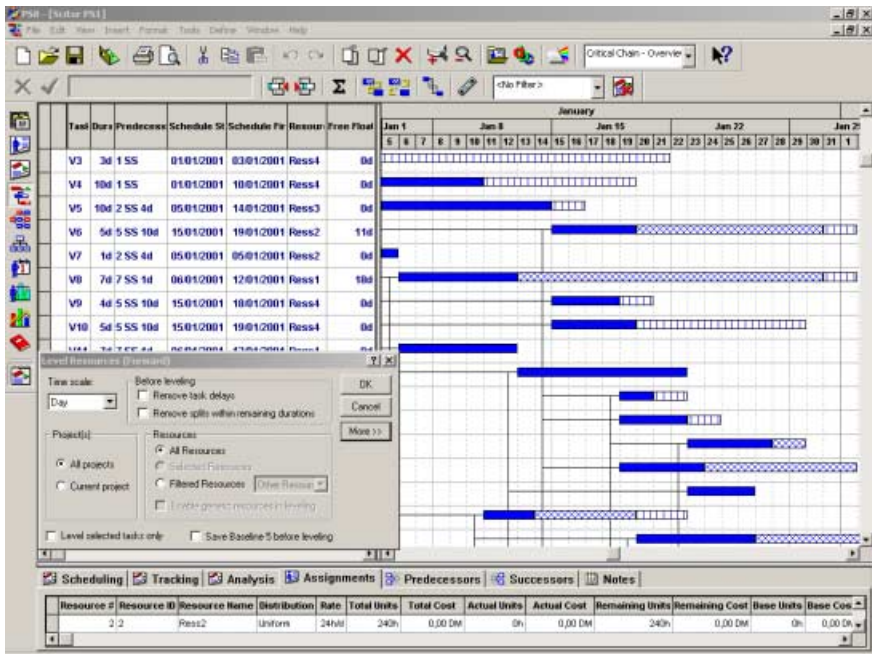 PS8 - [Scitor PS1]
File Edit View Insert Format Tools Define Window Help
Critical Chain - Overview
Σ <No Filter>
January
Task Dura Predecess Schedule St Schedule Fir Resour Free Float Jan 1 Jan 8 Jan 15 Jan 22 Jan 2
5 6 7 8 9 10 11 12 13 14 15 16 17 18 19 20 21 22 23 24 25 26 27 28 29 30 31 1
V3 3d 1 SS 01/01/2001 03/01/2001 Ress4 0d
V4 10d 1 SS 01/01/2001 10/01/2001 Ress4 0d
V5 10d 2 SS 4d 05/01/2001 14/01/2001 Ress3 0d
V6 5d 5 SS 10d 15/01/2001 19/01/2001 Ress2 11d
V7 1d 2 SS 4d 05/01/2001 05/01/2001 Ress2 0d
V8 7d 7 SS 1d 06/01/2001 12/01/2001 Ress1 18d
V9 4d 5 SS 10d 15/01/2001 18/01/2001 Ress4 0d
V10 5d 5 SS 10d 15/01/2001 19/01/2001 Ress4 0d
Level Resources (Forward)
Time scale:
Day
Before leveling
Remove task delays
Remove splits within remaining durations
OK
Cancel
More >>
Project(s)
All projects
Current project
Resources
All Resources
Selected Resources
Filtered Resources
Enable generic resources in leveling
Level selected tasks only Save Baseline 5 before leveling
Scheduling Tracking Analysis Assignments Predecessors Successors Notes
Resource # Resource ID Resource Name Distribution Rate Total Units Total Cost Actual Units Actual Cost Remaining Units Remaining Cost Base Units Base Cos
2 2 Ress2 Uniform 24h/d 240h 0,00 DM 0h 0,00 DM 240h 0,00 DM 0h 0,00 DM